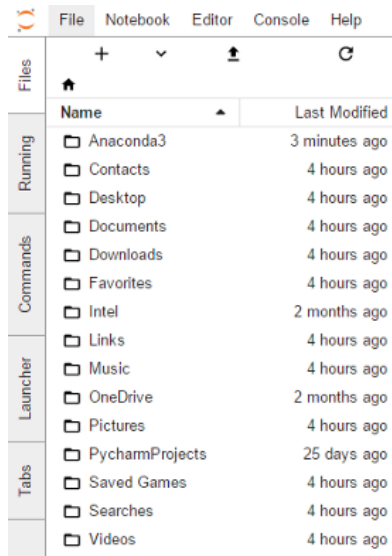 File Notebook Editor Console Help
Files
Running
Commands
Launcher
Tabs
Name Last Modified
Anaconda3 3 minutes ago
Contacts 4 hours ago
Desktop 4 hours ago
Documents 4 hours ago
Downloads 4 hours ago
Favorites 4 hours ago
Intel 2 months ago
Links 4 hours ago
Music 4 hours ago
OneDrive 2 months ago
Pictures 4 hours ago
PycharmProjects 25 days ago
Saved Games 4 hours ago
Searches 4 hours ago
Videos 4 hours ago